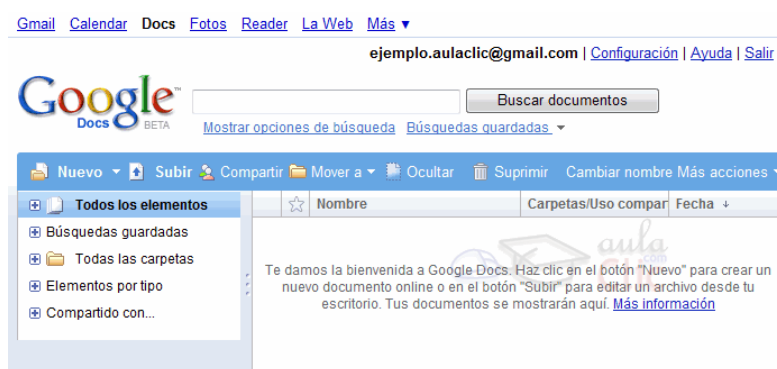 Gmail Calendar Docs Fotos Reader La Web Más ▼
ejemplo.aulaclic@gmail.com | Configuración | Ayuda | Salir
Google™
Docs BETA
Buscar documentos
Mostrar opciones de búsqueda Búsquedas guardadas
Nuevo Subir Compartir Mover a Ocultar Suprimir Cambiar nombre Más acciones
Todos los elementos Nombre Carpetas/Uso compar Fecha ↓
Búsquedas guardadas
Todas las carpetas
Elementos por tipo
Compartido con...
aula
Clic
.com
Te damos la bienvenida a Google Docs. Haz clic en el botón "Nuevo" para crear un
nuevo documento online o en el botón "Subir" para editar un archivo desde tu
escritorio. Tus documentos se mostrarán aquí. Más información